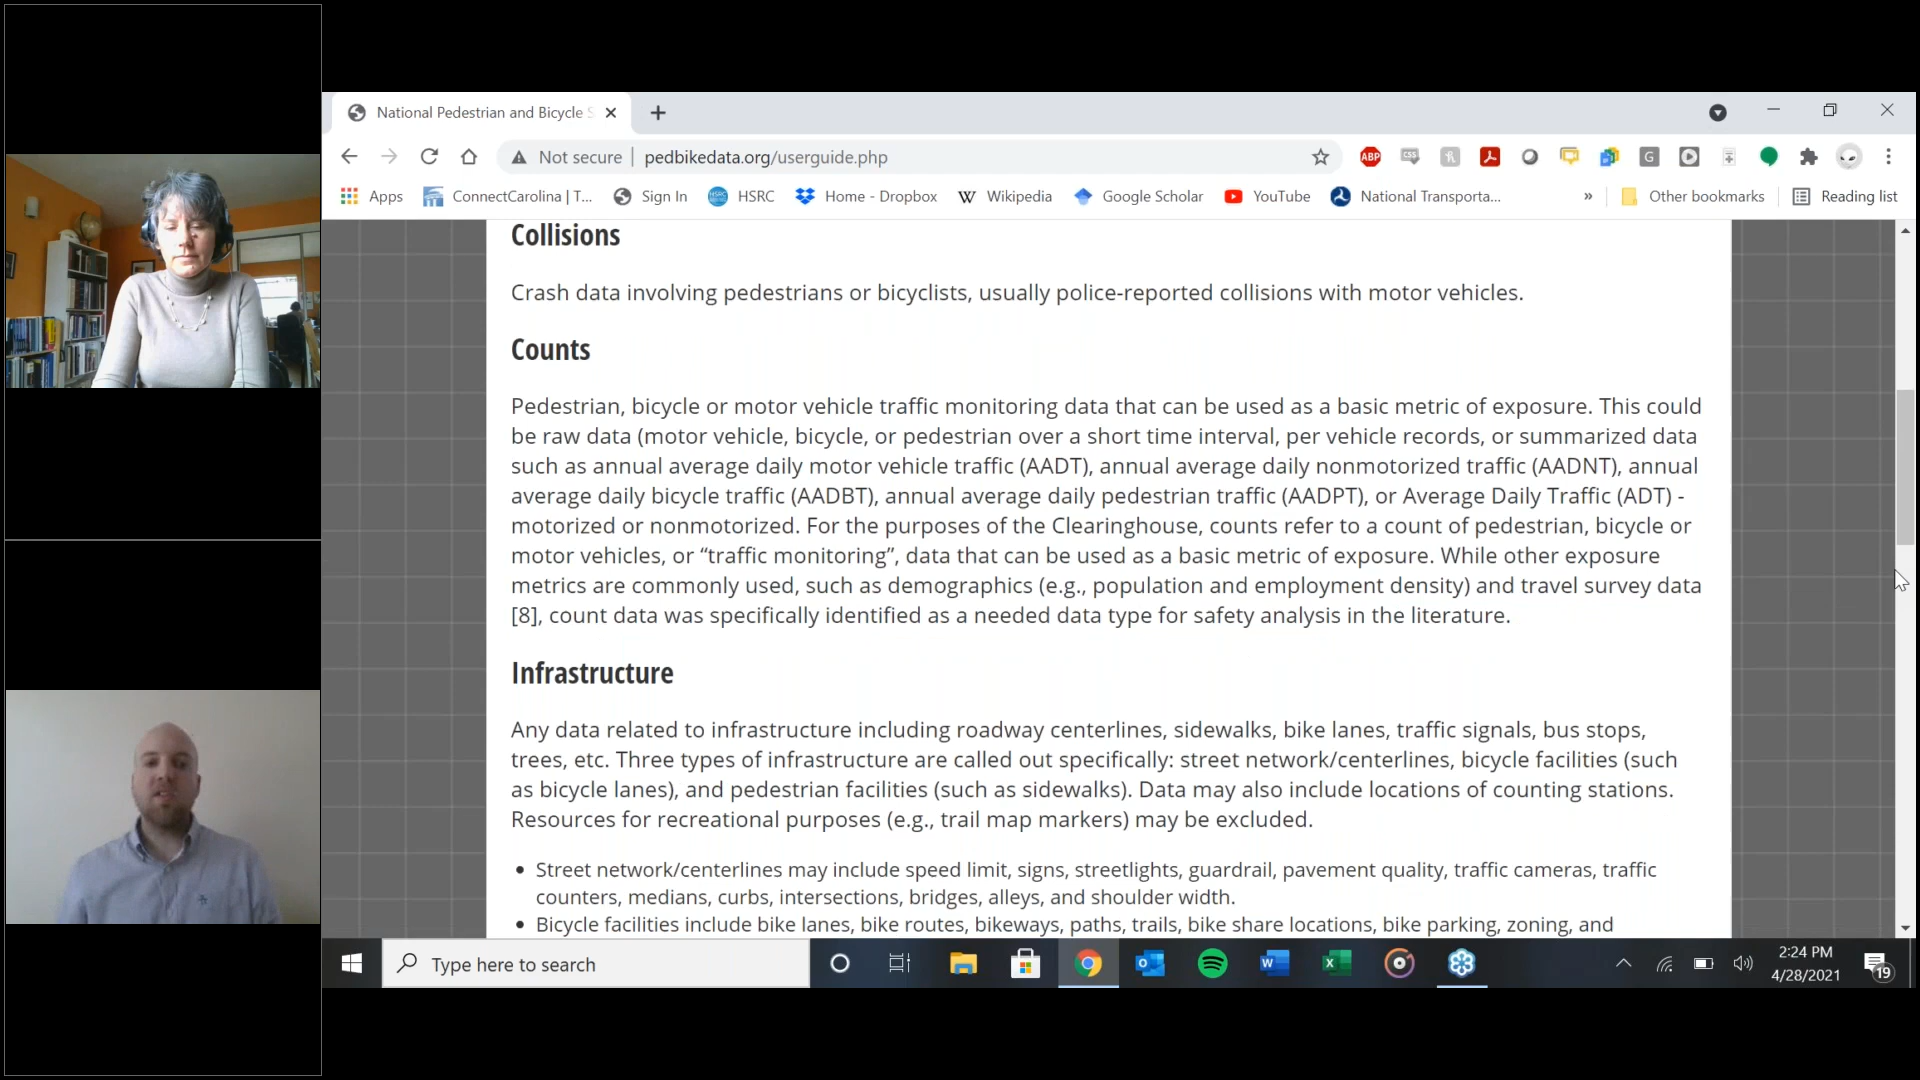 National Pedestrian and Bicycle S
Not secure
pedbikedata.org/userguide.php
ABP
CSS
G
Apps
ConnectCarolina | T...
Sign In
HSRC
Home - Dropbox
W
Wikipedia
Google Scholar
YouTube
National Transporta...
»
Other bookmarks
Reading list
Collisions
Crash data involving pedestrians or bicyclists, usually police-reported collisions with motor vehicles.
Counts
Pedestrian, bicycle or motor vehicle traffic monitoring data that can be used as a basic metric of exposure. This could
be raw data (motor vehicle, bicycle, or pedestrian over a short time interval, per vehicle records, or summarized data
such as annual average daily motor vehicle traffic (AADT), annual average daily nonmotorized traffic (AADNT), annual
average daily bicycle traffic (AADBT), annual average daily pedestrian traffic (AADPT), or Average Daily Traffic (ADT) -
motorized or nonmotorized. For the purposes of the Clearinghouse, counts refer to a count of pedestrian, bicycle or
motor vehicles, or “traffic monitoring”, data that can be used as a basic metric of exposure. While other exposure
metrics are commonly used, such as demographics (e.g., population and employment density) and travel survey data
[8], count data was specifically identified as a needed data type for safety analysis in the literature.
Infrastructure
Any data related to infrastructure including roadway centerlines, sidewalks, bike lanes, traffic signals, bus stops,
trees, etc. Three types of infrastructure are called out specifically: street network/centerlines, bicycle facilities (such
as bicycle lanes), and pedestrian facilities (such as sidewalks). Data may also include locations of counting stations.
Resources for recreational purposes (e.g., trail map markers) may be excluded.
• Street network/centerlines may include speed limit, signs, streetlights, guardrail, pavement quality, traffic cameras, traffic
counters, medians, curbs, intersections, bridges, alleys, and shoulder width.
• Bicycle facilities include bike lanes, bike routes, bikeways, paths, trails, bike share locations, bike parking, zoning, and
Type here to search
2:24 PM
4/28/2021
19